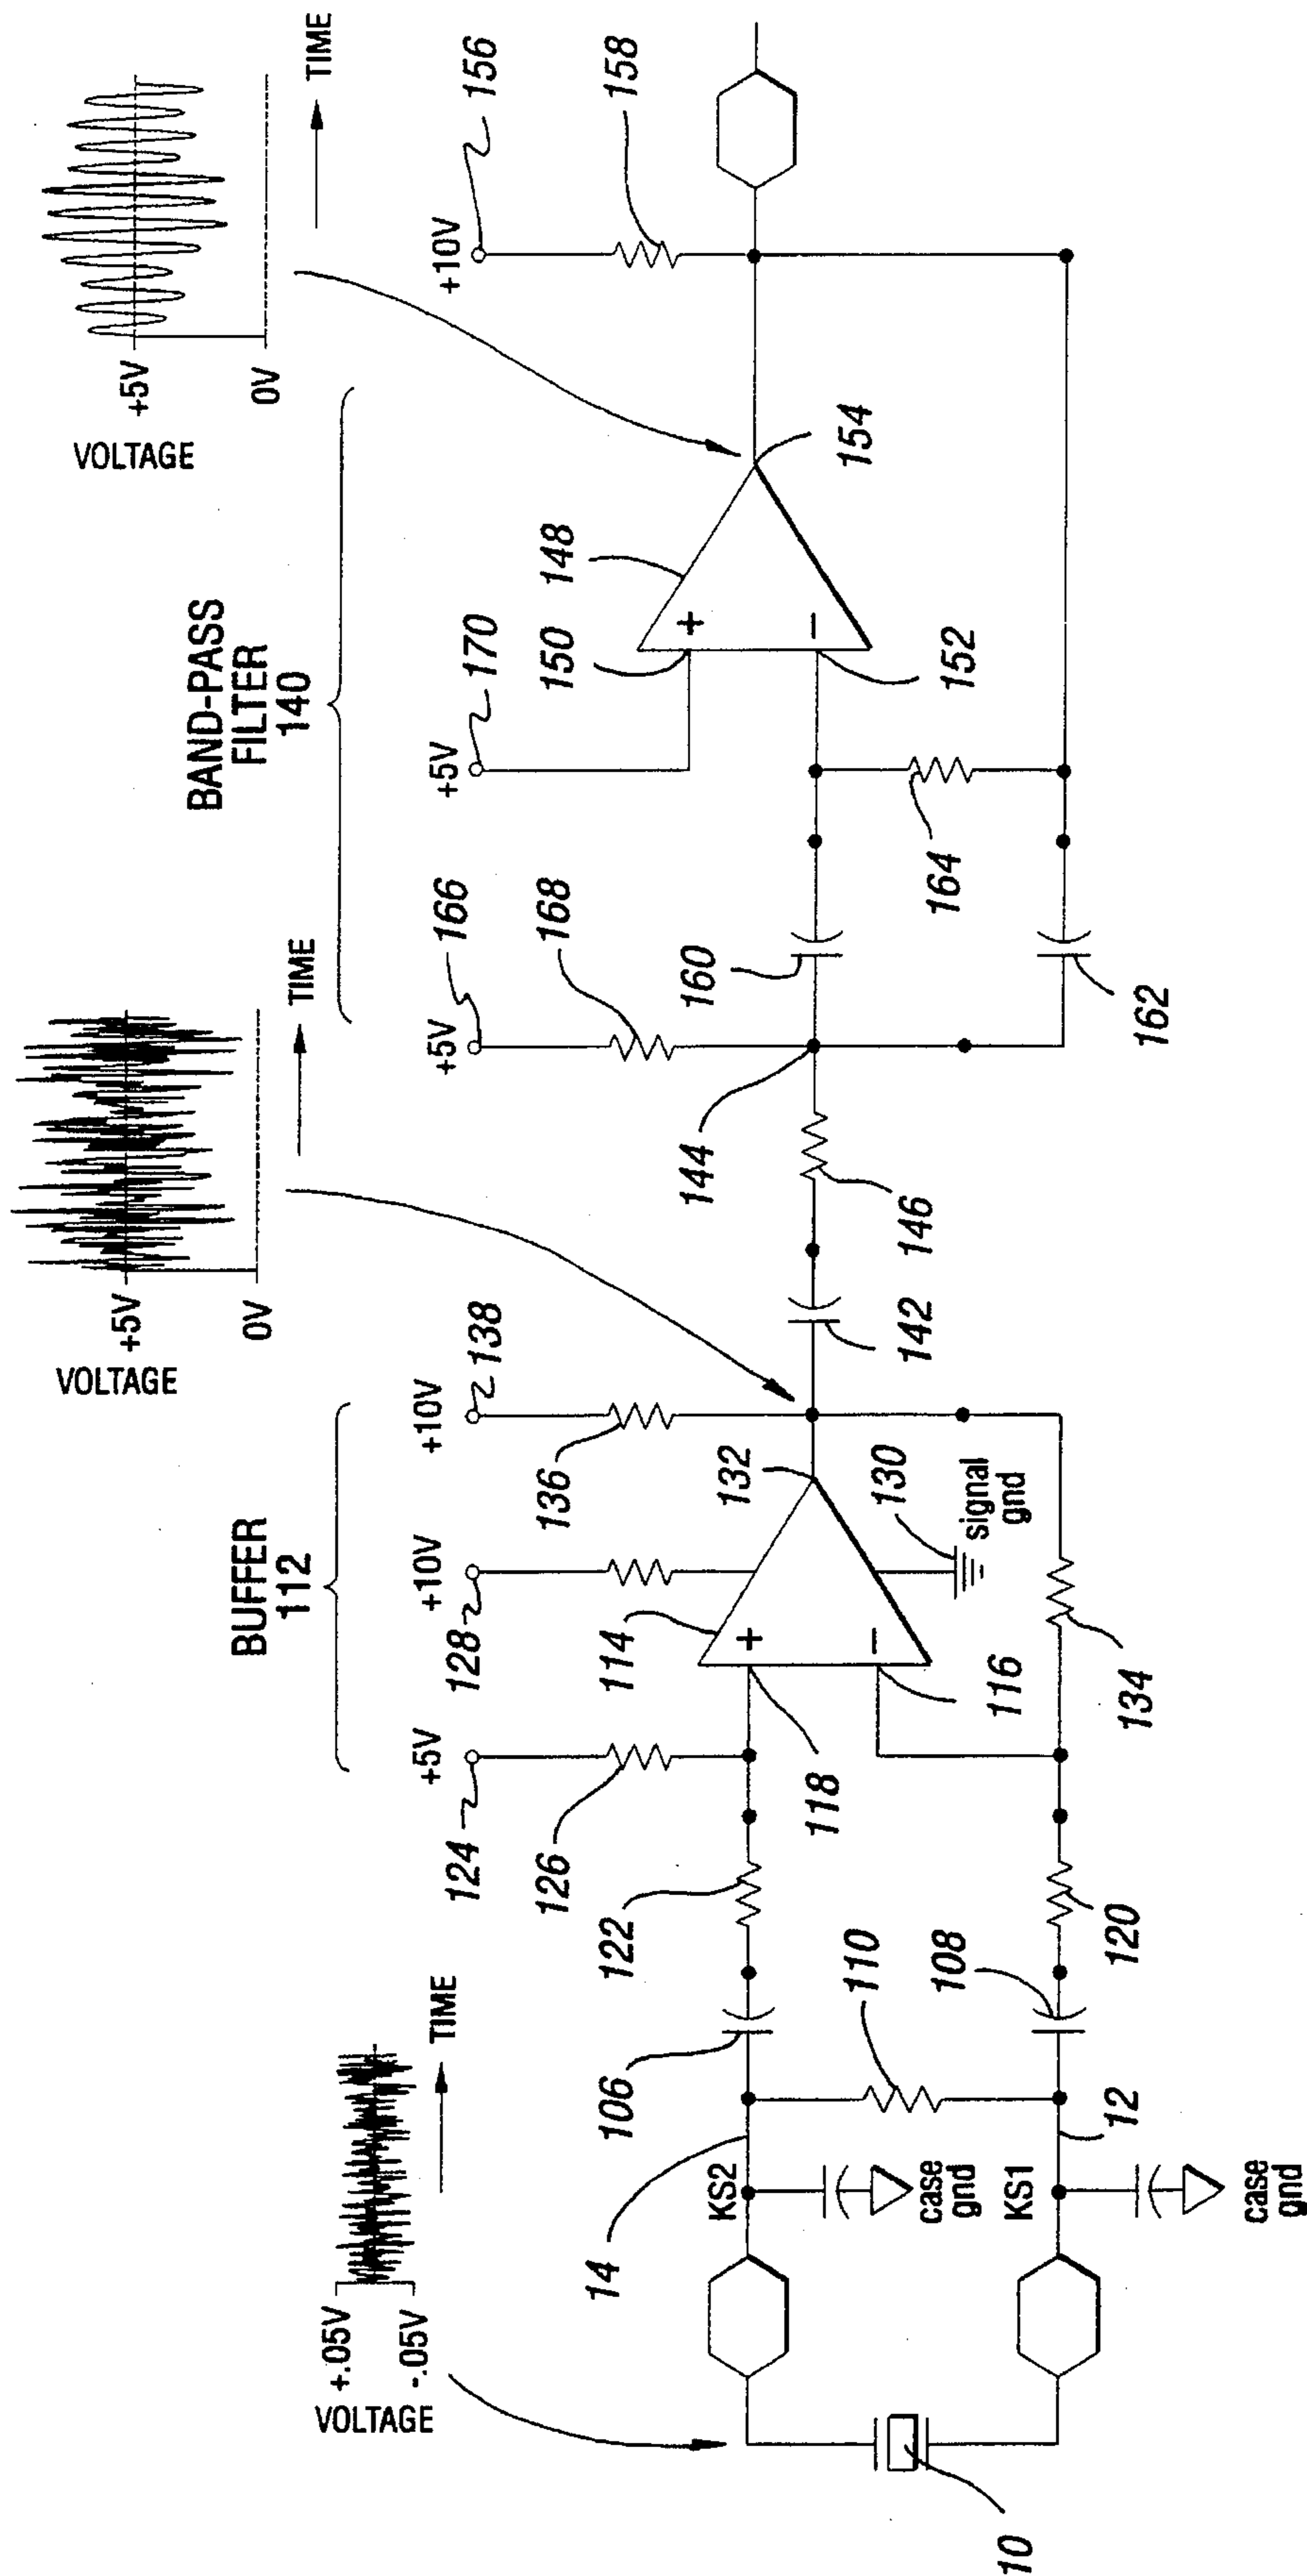 VOLTAGE
+.05V
-.05V
TIME
BUFFER
112
VOLTAGE
+5V
0V
TIME
BAND-PASS
FILTER
140
VOLTAGE
+5V
0V
TIME
124
+5V
128
+10V
+10V
138
+5V
166
+5V
170
+10V
156
126
114
136
168
148
158
14
KS2
106
122
118
+
132
144
160
150
+
154
case
gnd
110
116
−
130
signal
gnd
142
146
164
152
−
10
KS1
12
108
120
134
162
case
gnd